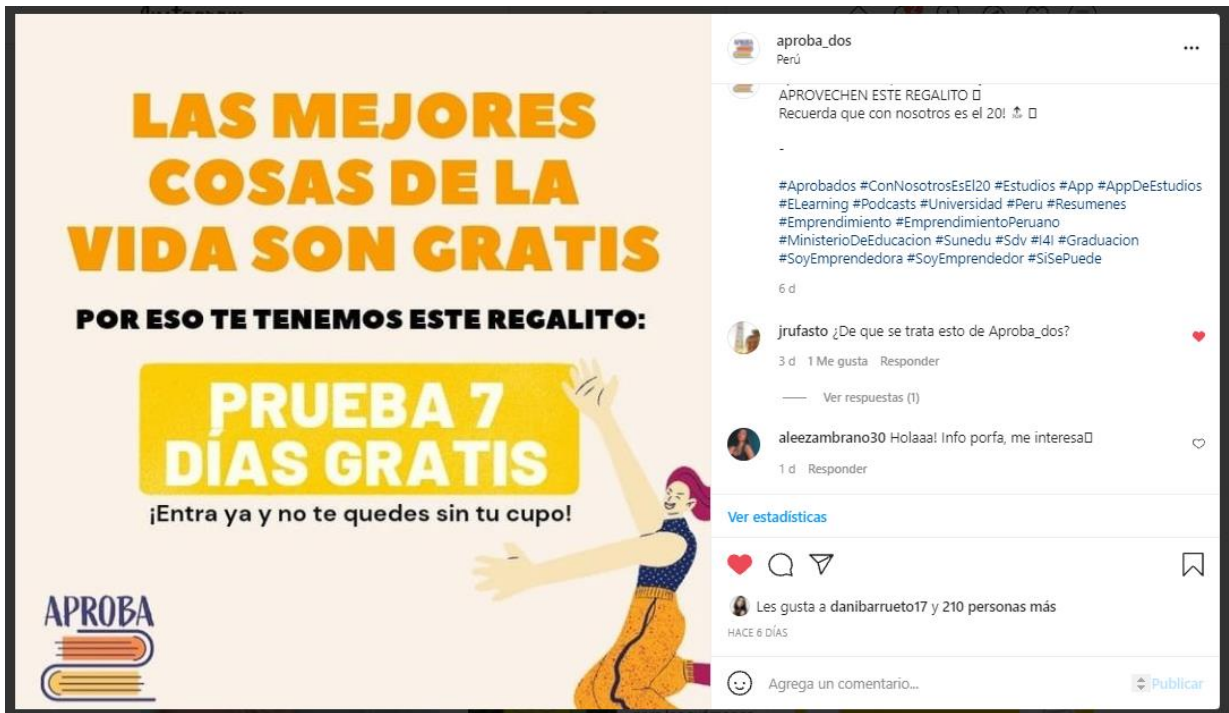 LAS MEJORES
COSAS DE LA
VIDA SON GRATIS
POR ESO TE TENEMOS ESTE REGALITO:
PRUEBA 7
DÍAS GRATIS
¡Entra ya y no te quedes sin tu cupo!
APROBA
aproba_dos
Perú
APROVECHEN ESTE REGALITO
Recuerda que con nosotros es el 20!
-
#Aprobados #ConNosotrosEsEl20 #Estudios #App #AppDeEstudios
#ELearning #Podcasts #Universidad #Peru #Resumenes
#Emprendimiento #EmprendimientoPeruano
#MinisterioDeEducacion #Sunedu #Sdv #I4I #Graduacion
#SoyEmprendedora #SoyEmprendedor #SiSePuede
6 d
jrufasto ¿De que se trata esto de Aproba_dos?
3 d 1 Me gusta Responder
Ver respuestas (1)
aleezambrano30 Holaaa! Info porfa, me interesa
1 d Responder
Ver estadísticas
Les gusta a danibarrueto17 y 210 personas más
HACE 6 DÍAS
Agrega un comentario...
Publicar